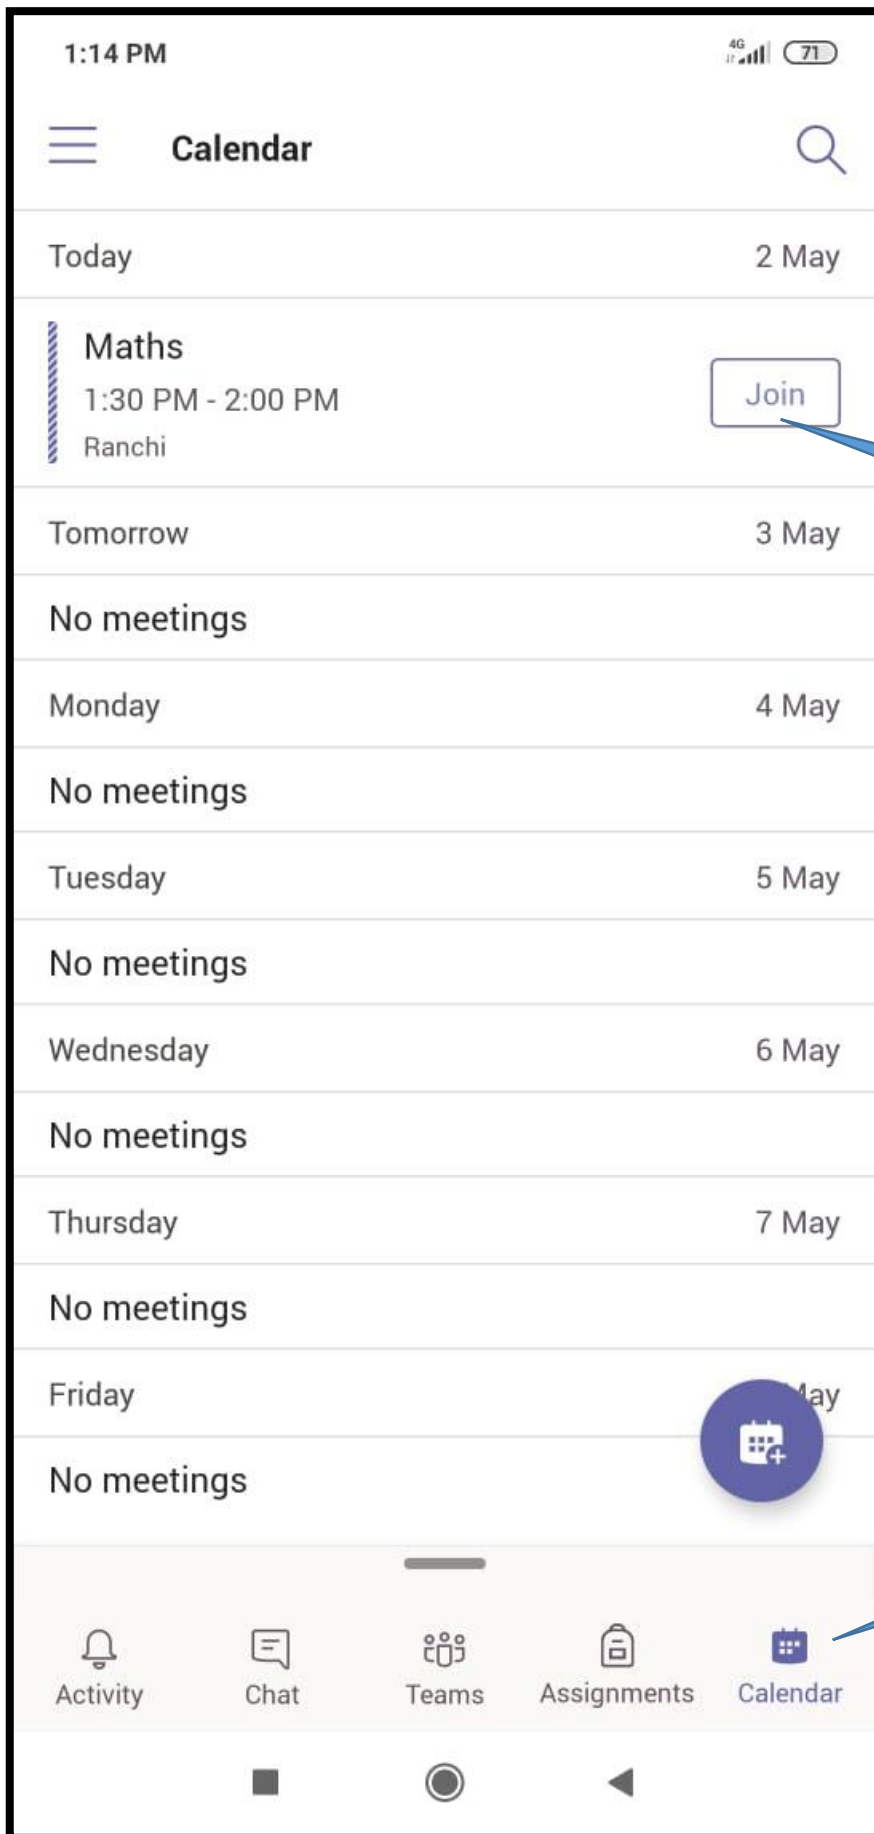 1:14 PM 4G 71
Calendar
Today 2 May
Maths
1:30 PM - 2:00 PM Join
Ranchi
Tomorrow 3 May
No meetings
Monday 4 May
No meetings
Tuesday 5 May
No meetings
Wednesday 6 May
No meetings
Thursday 7 May
No meetings
Friday May
No meetings
Activity Chat Teams Assignments Calendar